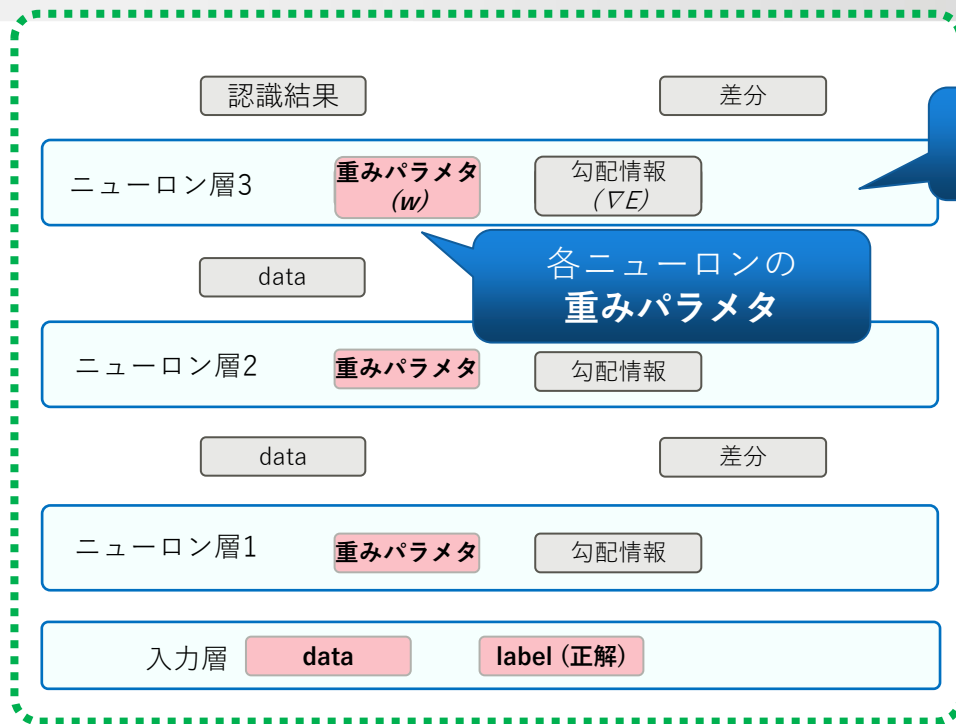 認識結果 差分
ニューロン層3 重みパラメタ 勾配情報
(w) (∇E)
data
各ニューロンの
重みパラメタ
ニューロン層2 重みパラメタ 勾配情報
data 差分
ニューロン層1 重みパラメタ 勾配情報
入力層 data label (正解)